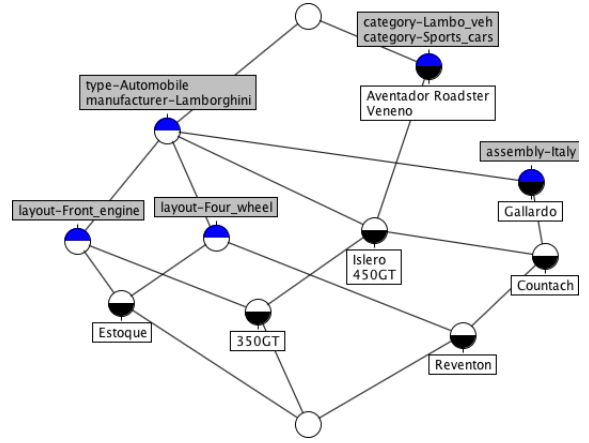 category-Lambo_veh
category-Sports_cars
type-Automobile
manufacturer-Lamborghini
Aventador Roadster
Veneno
assembly-Italy
layout-Front_engine
layout-Four_wheel
Gallardo
Islero
450GT
Countach
Estoque
350GT
Reventon